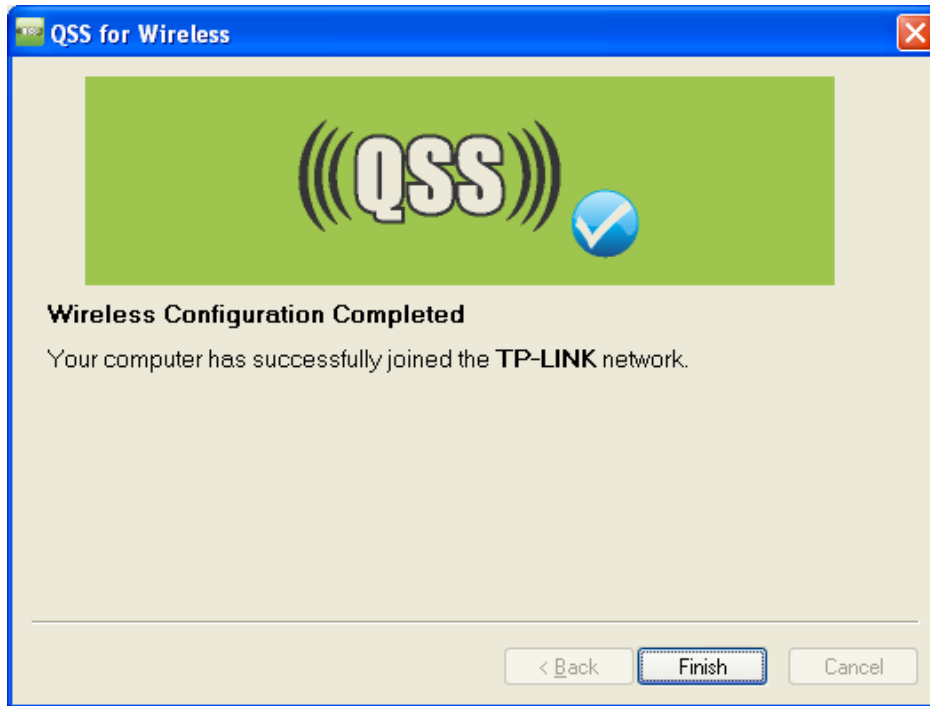 QSS for Wireless
(((QSS)))
Wireless Configuration Completed
Your computer has successfully joined the TP-LINK network.
< Back Finish Cancel